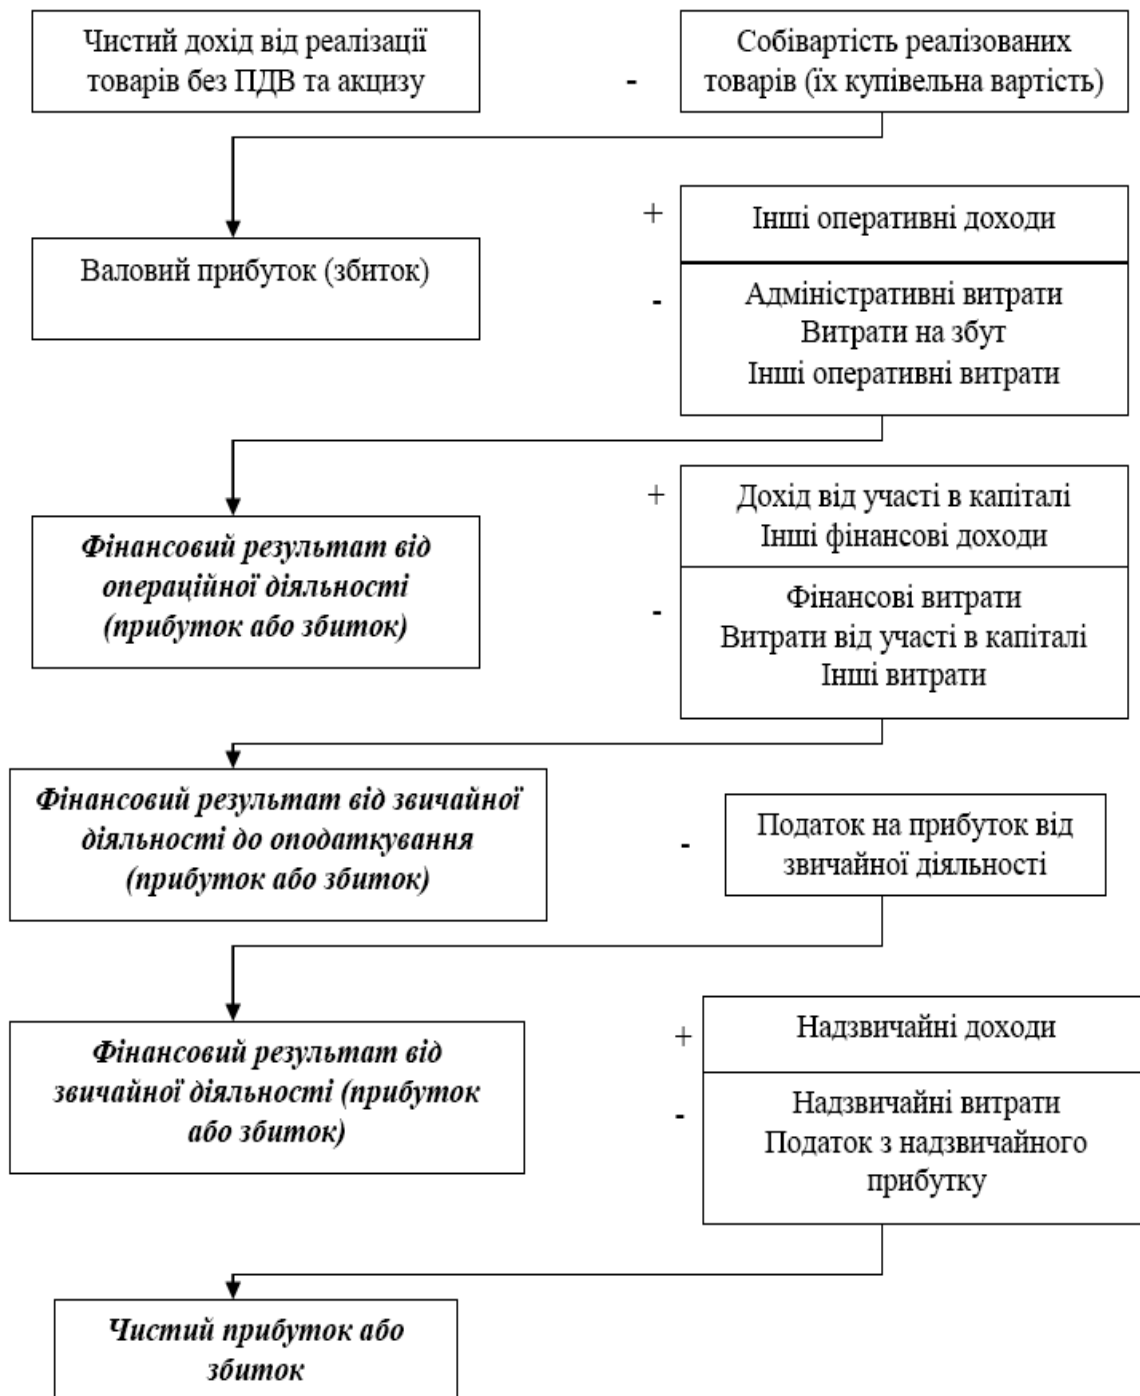 Чистий дохід від реалізації
товарів без ПДВ та акцизу
-
Собівартість реалізованих
товарів (їх купівельна вартість)
Валовий прибуток (збиток)
+
Інші оперативні доходи
-
Адміністративні витрати
Витрати на збут
Інші оперативні витрати
Фінансовий результат від
операційної діяльності
(прибуток або збиток)
+
Дохід від участі в капіталі
Інші фінансові доходи
-
Фінансові витрати
Витрати від участі в капіталі
Інші витрати
Фінансовий результат від звичайної
діяльності до оподаткування
(прибуток або збиток)
-
Податок на прибуток від
звичайної діяльності
Фінансовий результат від
звичайної діяльності (прибуток
або збиток)
+
Надзвичайні доходи
-
Надзвичайні витрати
Податок з надзвичайного
прибутку
Чистий прибуток або
збиток